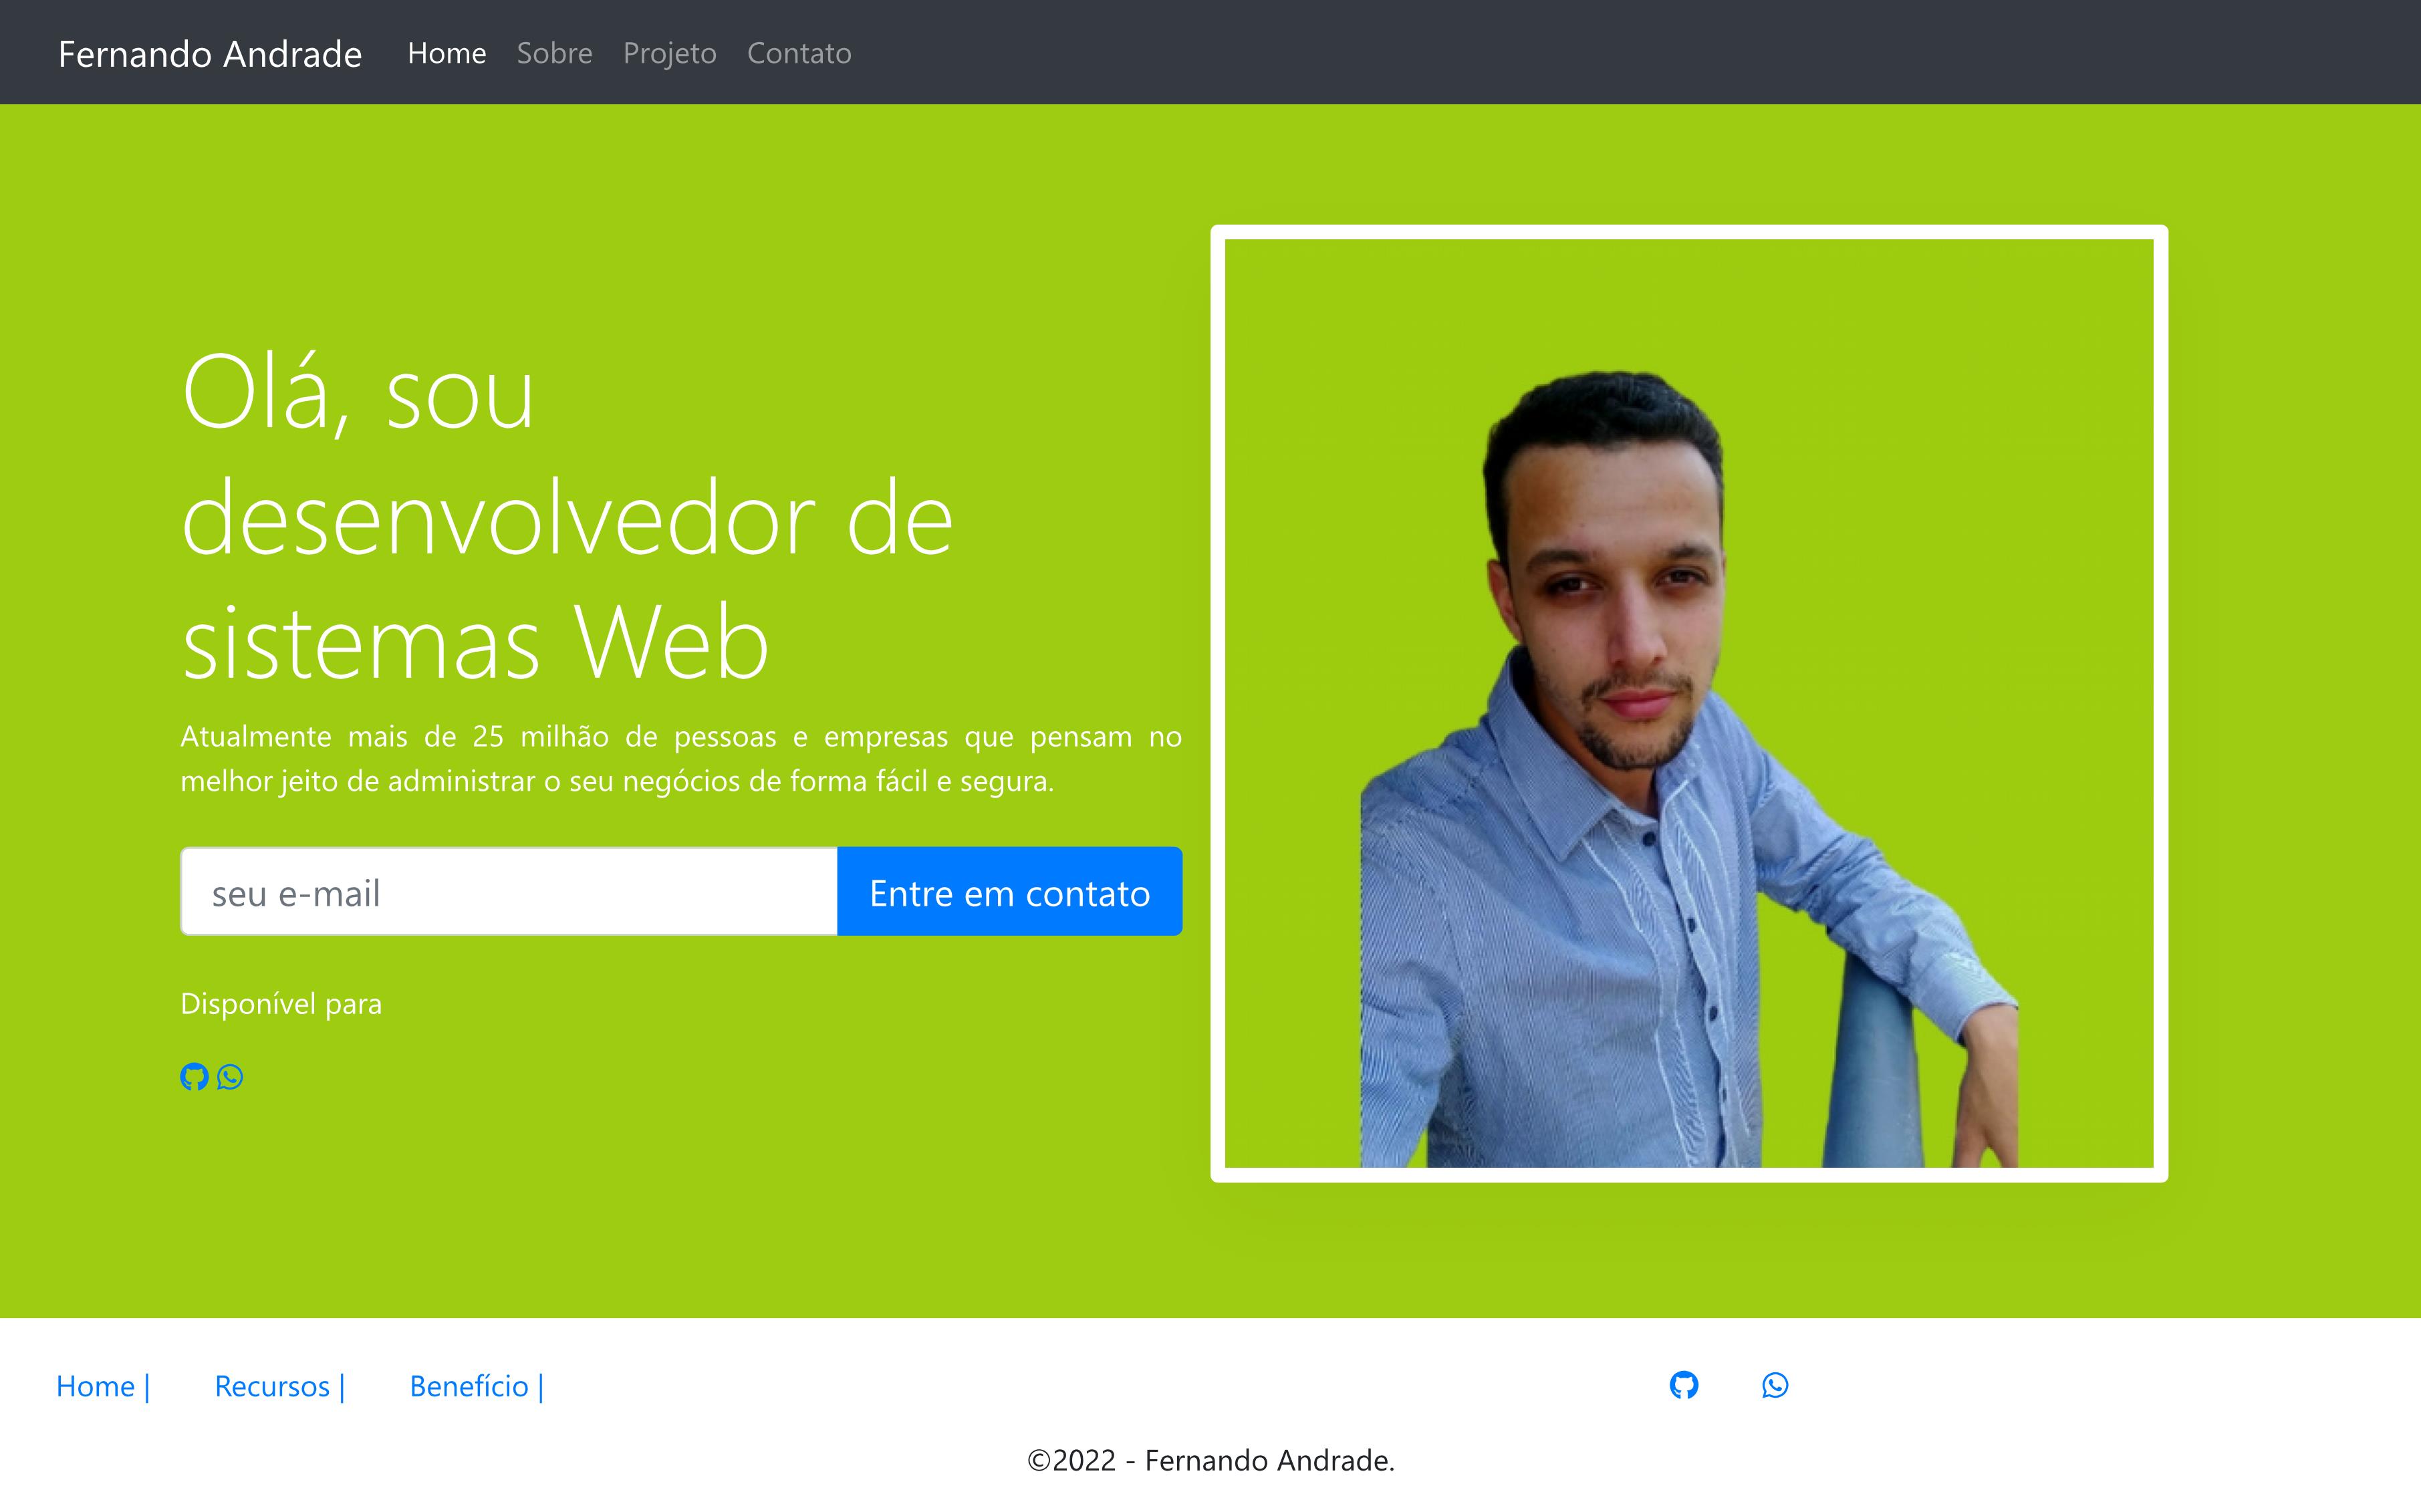 Fernando Andrade Home Sobre Projeto Contato
Olá, sou
desenvolvedor de
sistemas Web
Atualmente mais de 25 milhão de pessoas e empresas que pensam no
melhor jeito de administrar o seu negócios de forma fácil e segura.
seu e-mail Entre em contato
Disponível para
Home | Recursos | Benefício |
©2022 - Fernando Andrade.